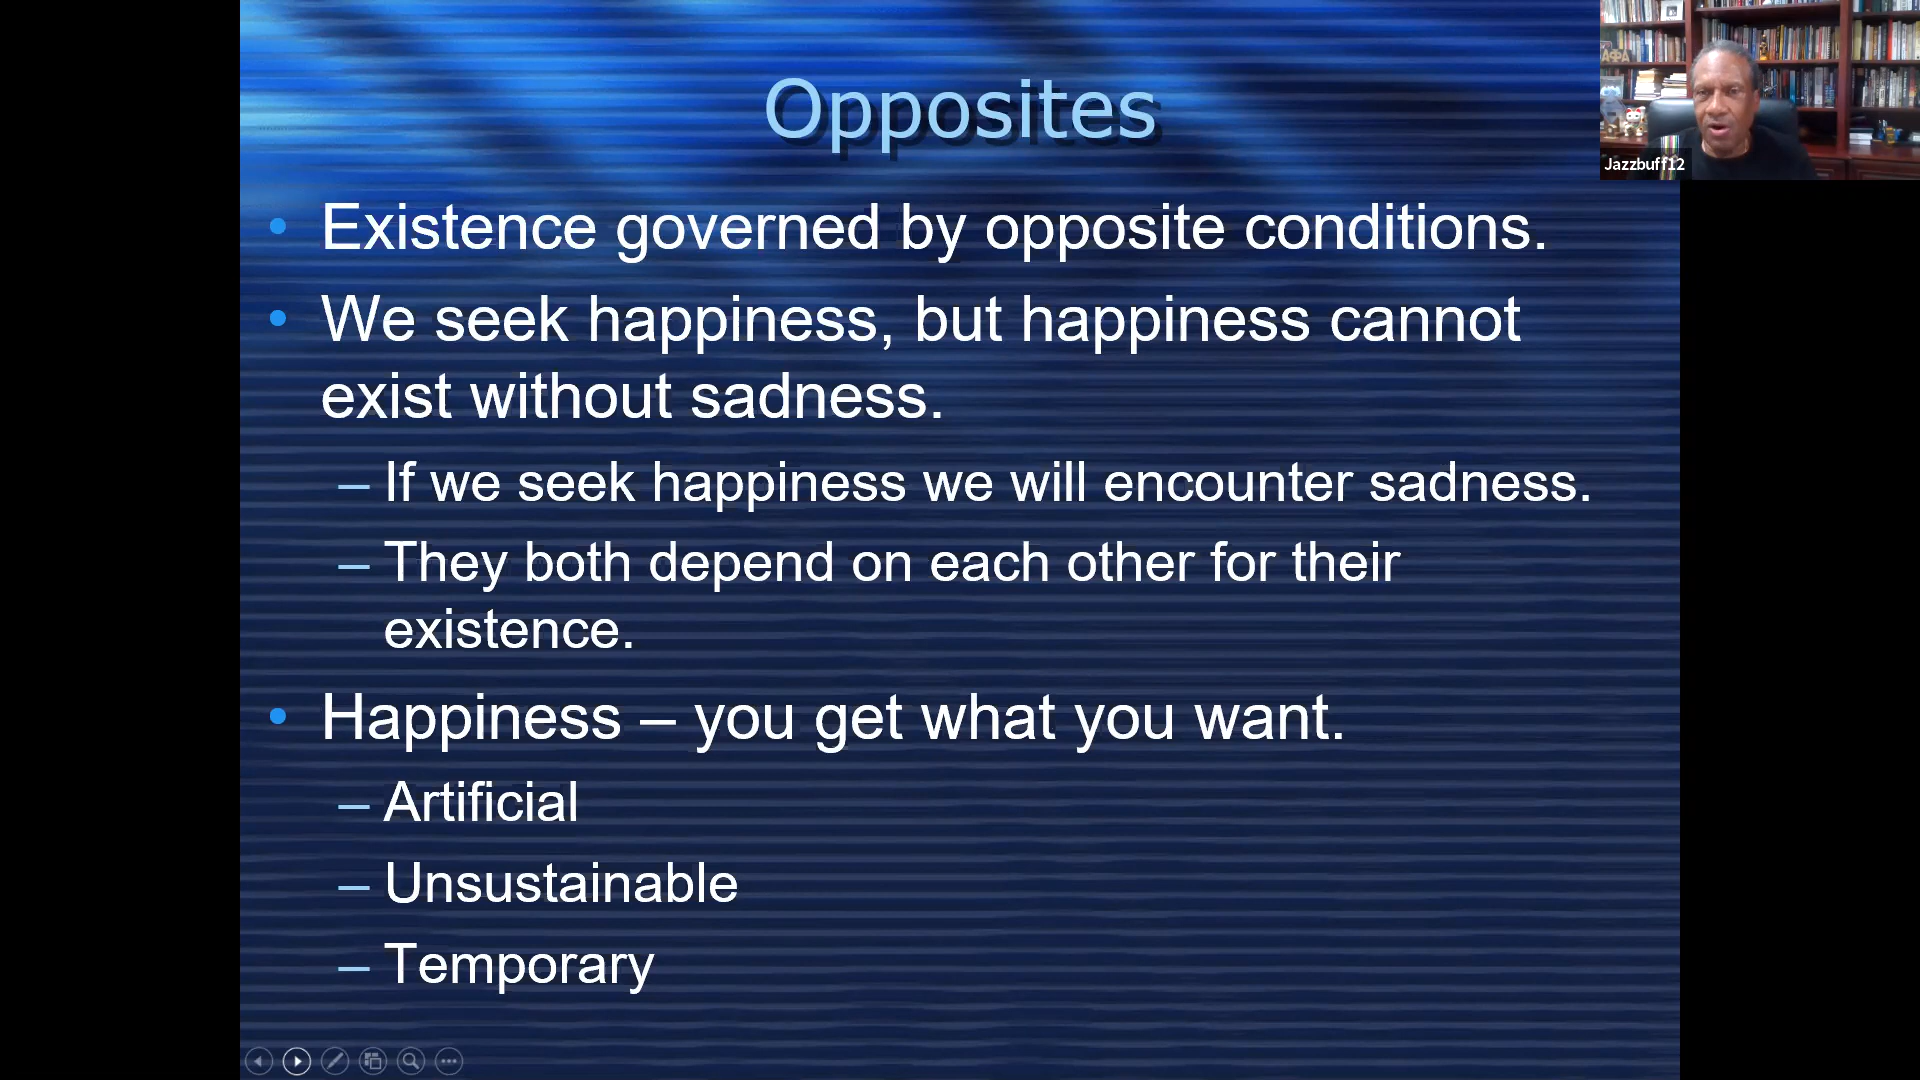 Opposites
• Existence governed by opposite conditions.
• We seek happiness, but happiness cannot
exist without sadness.
– If we seek happiness we will encounter sadness.
– They both depend on each other for their
existence.
• Happiness – you get what you want.
– Artificial
– Unsustainable
– Temporary
Jazzbuff12